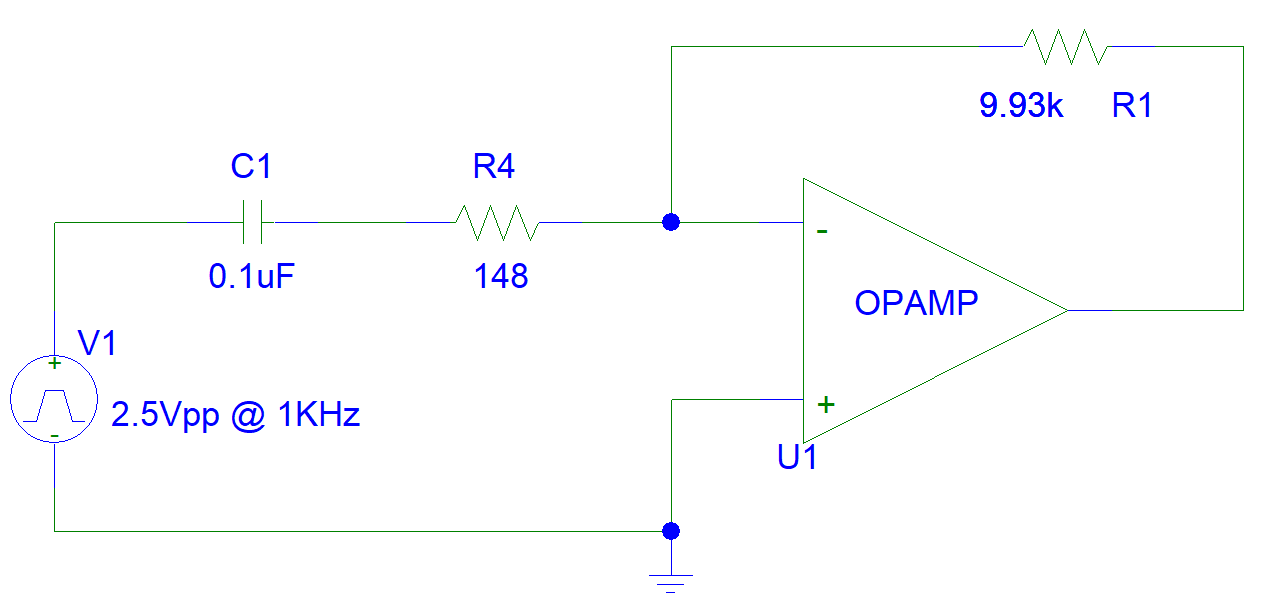 9.93k R1
C1 R4
0.1uF 148
-
OPAMP
V1
+
2.5Vpp @ 1KHz
-
+
U1